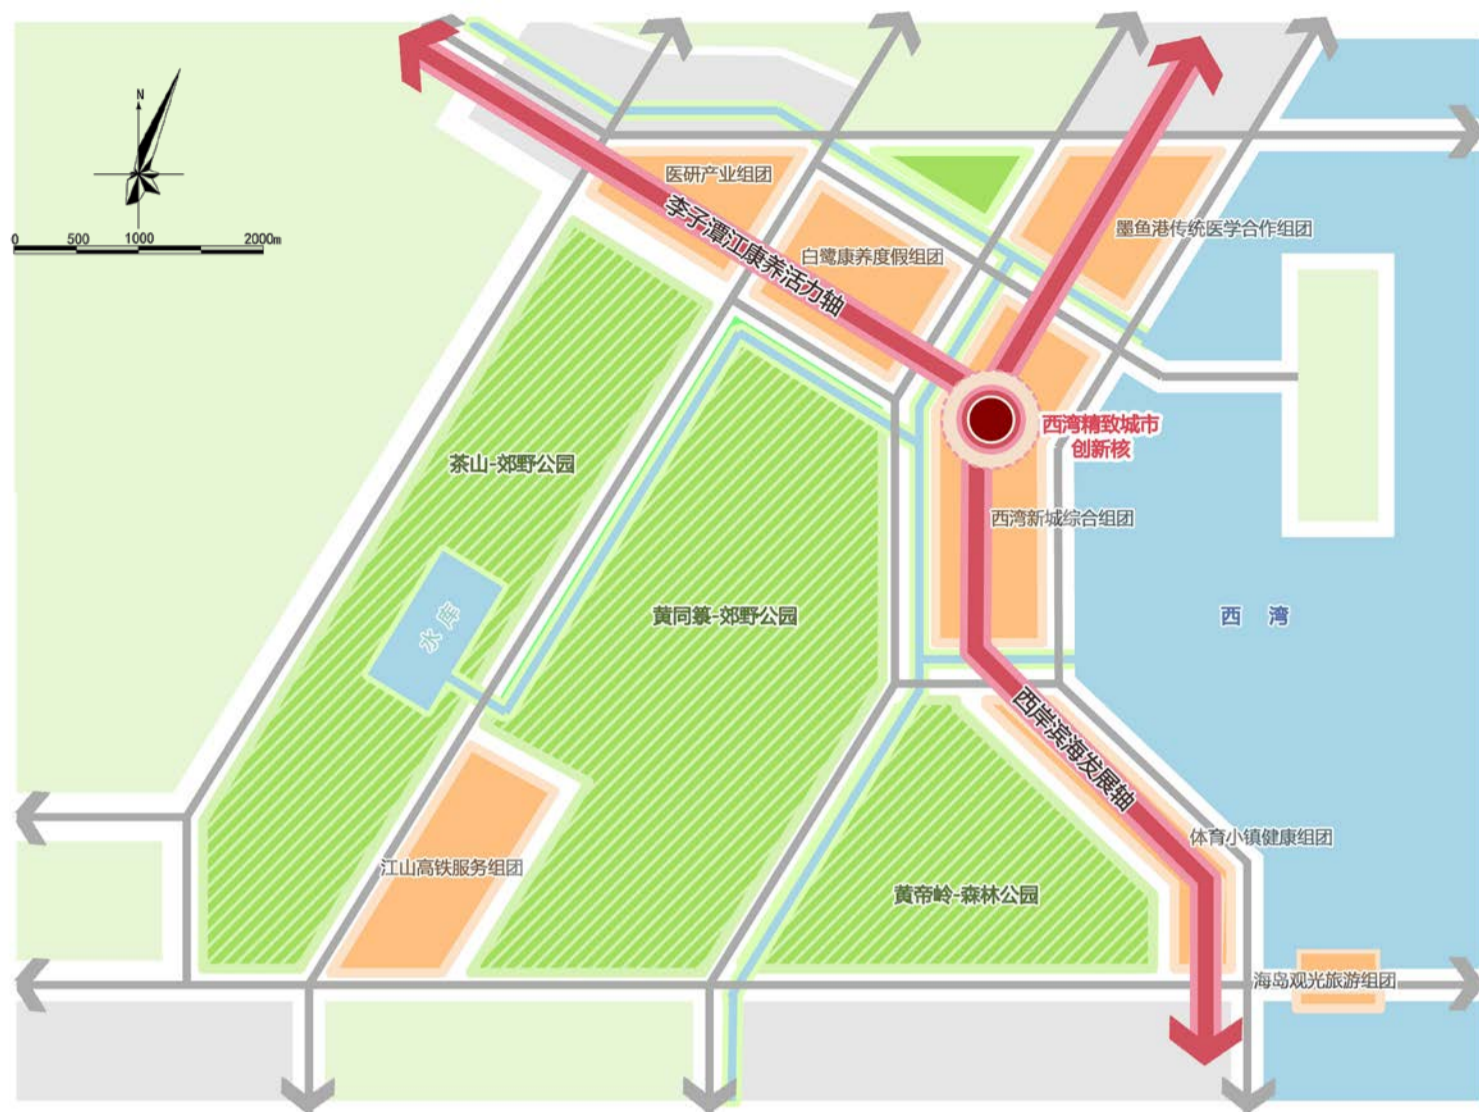 N
0 500 1000 2000m
医研产业组团
李子潭江康养活力轴
白鹭康养度假组团
墨鱼港传统医学合作组团
西湾精致城市
创新核
茶山-郊野公园
西湾新城综合组团
水库
黄同箓-郊野公园
西 湾
西岸滨海发展轴
体育小镇健康组团
江山高铁服务组团
黄帝岭-森林公园
海岛观光旅游组团